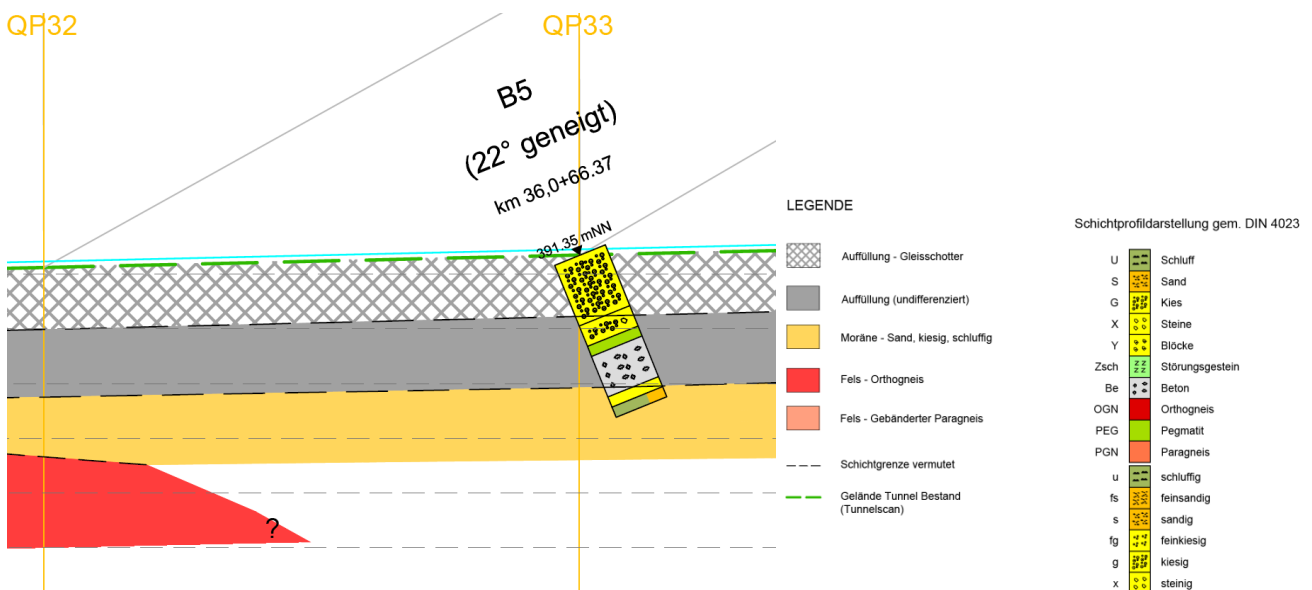 QP32
QP33
B5
(22° geneigt)
km 36,0+66.37
391.35 mNN
?
LEGENDE
Auffüllung - Gleisschotter
Auffüllung (undifferenziert)
Moräne - Sand, kiesig, schluffig
Fels - Orthogneis
Fels - Gebänderter Paragneis
Schichtgrenze vermutet
Gelände Tunnel Bestand
(Tunnelscan)
Schichtprofildarstellung gem. DIN 4023
U Schluff
S Sand
G Kies
X Steine
Y Blöcke
Zsch Störungsgestein
Be Beton
OGN Orthogneis
PEG Pegmatit
PGN Paragneis
u schluffig
fs feinsandig
s sandig
fg feinkiesig
g kiesig
x steinig